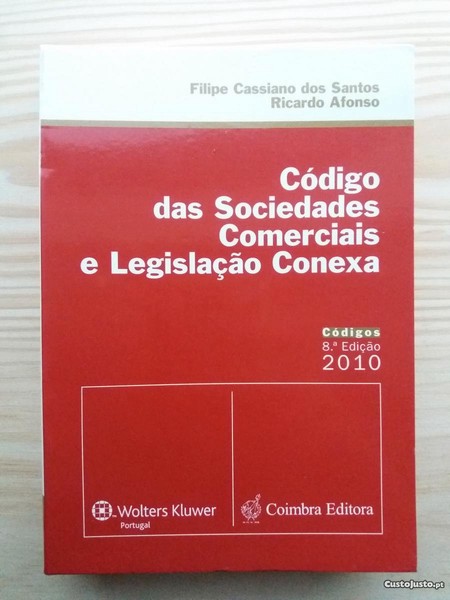 Filipe Cassiano dos Santos
Ricardo Afonso
Código
das Sociedades
Comerciais
e Legislação Conexa
Códigos
8.ª Edição
2010
Wolters Kluwer
Portugal
Coimbra Editora
CustoJusto.pt